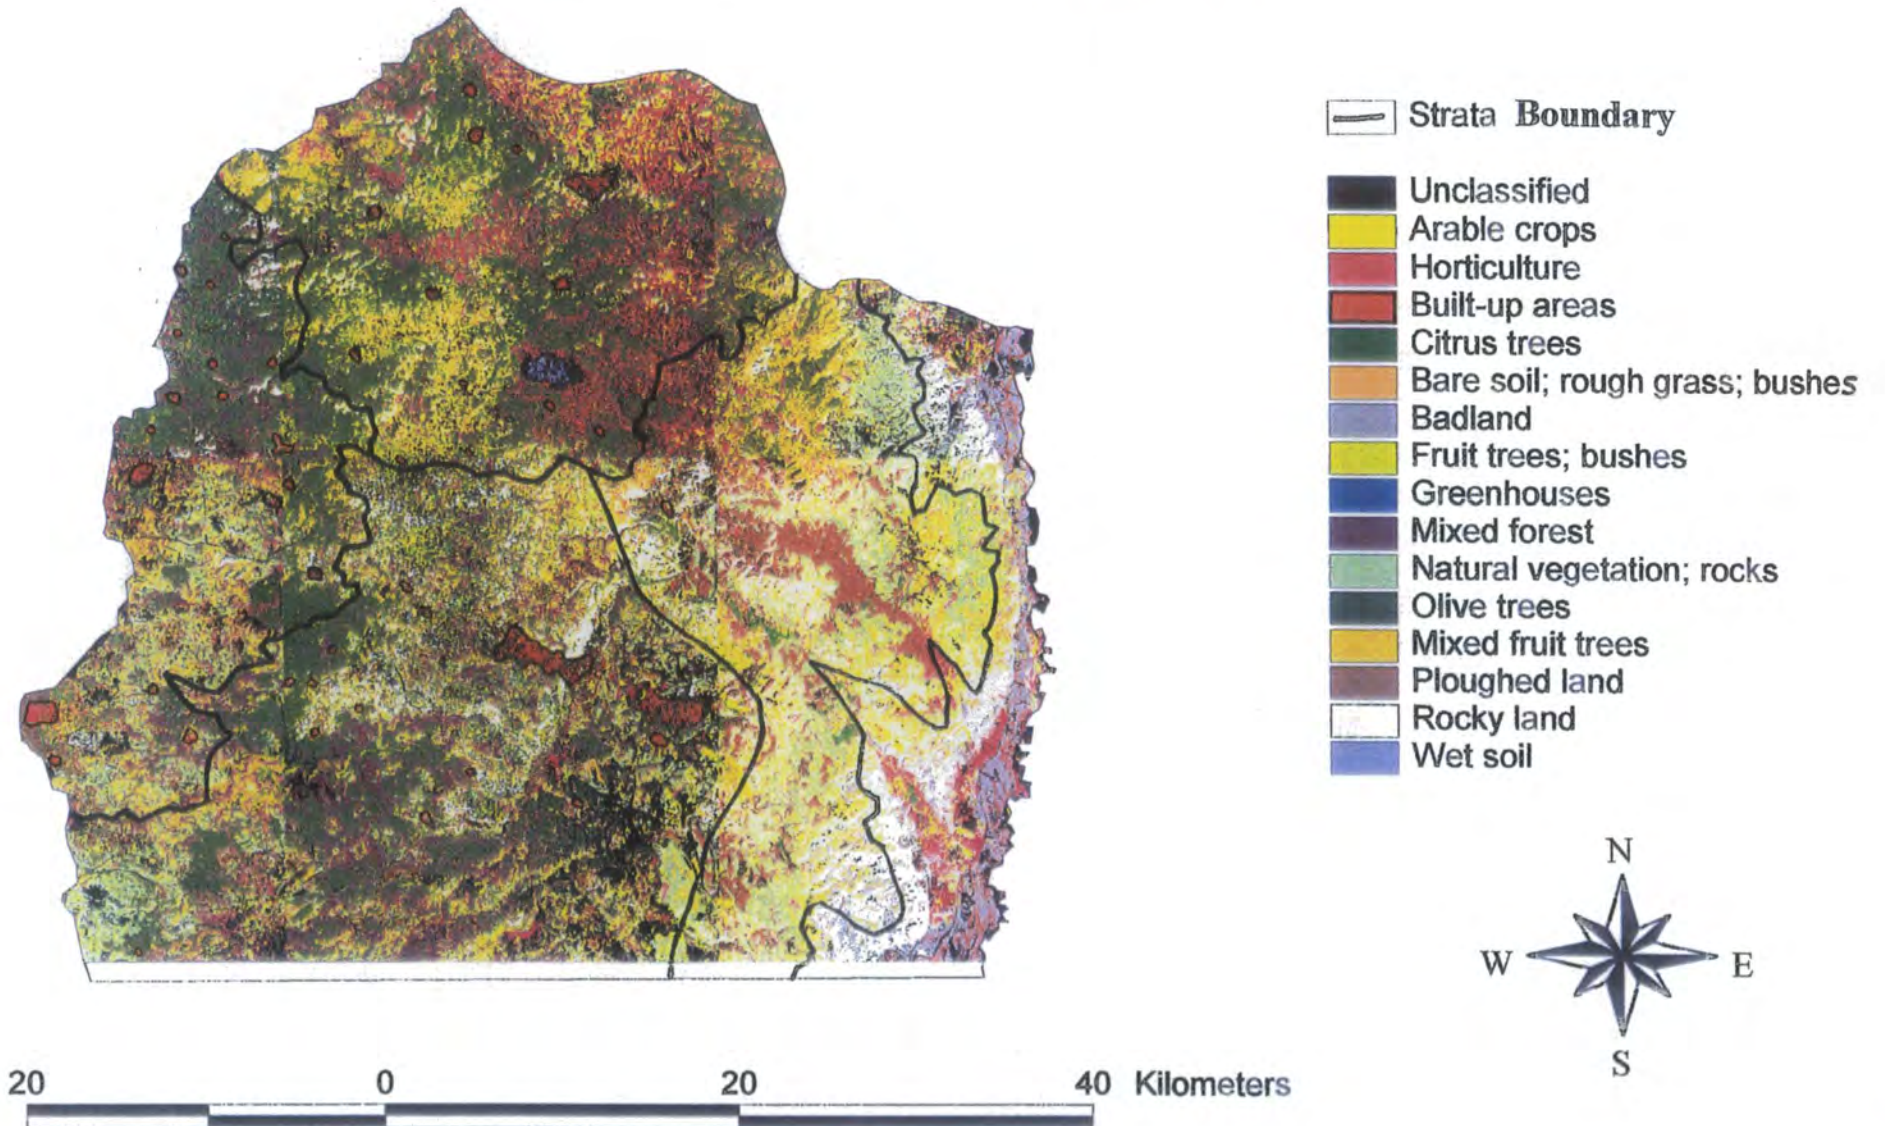 Strata Boundary
Unclassified
Arable crops
Horticulture
Built-up areas
Citrus trees
Bare soil; rough grass; bushes
Badland
Fruit trees; bushes
Greenhouses
Mixed forest
Natural vegetation; rocks
Olive trees
Mixed fruit trees
Ploughed land
Rocky land
Wet soil
N
W E
S
20 0 20 40 Kilometers